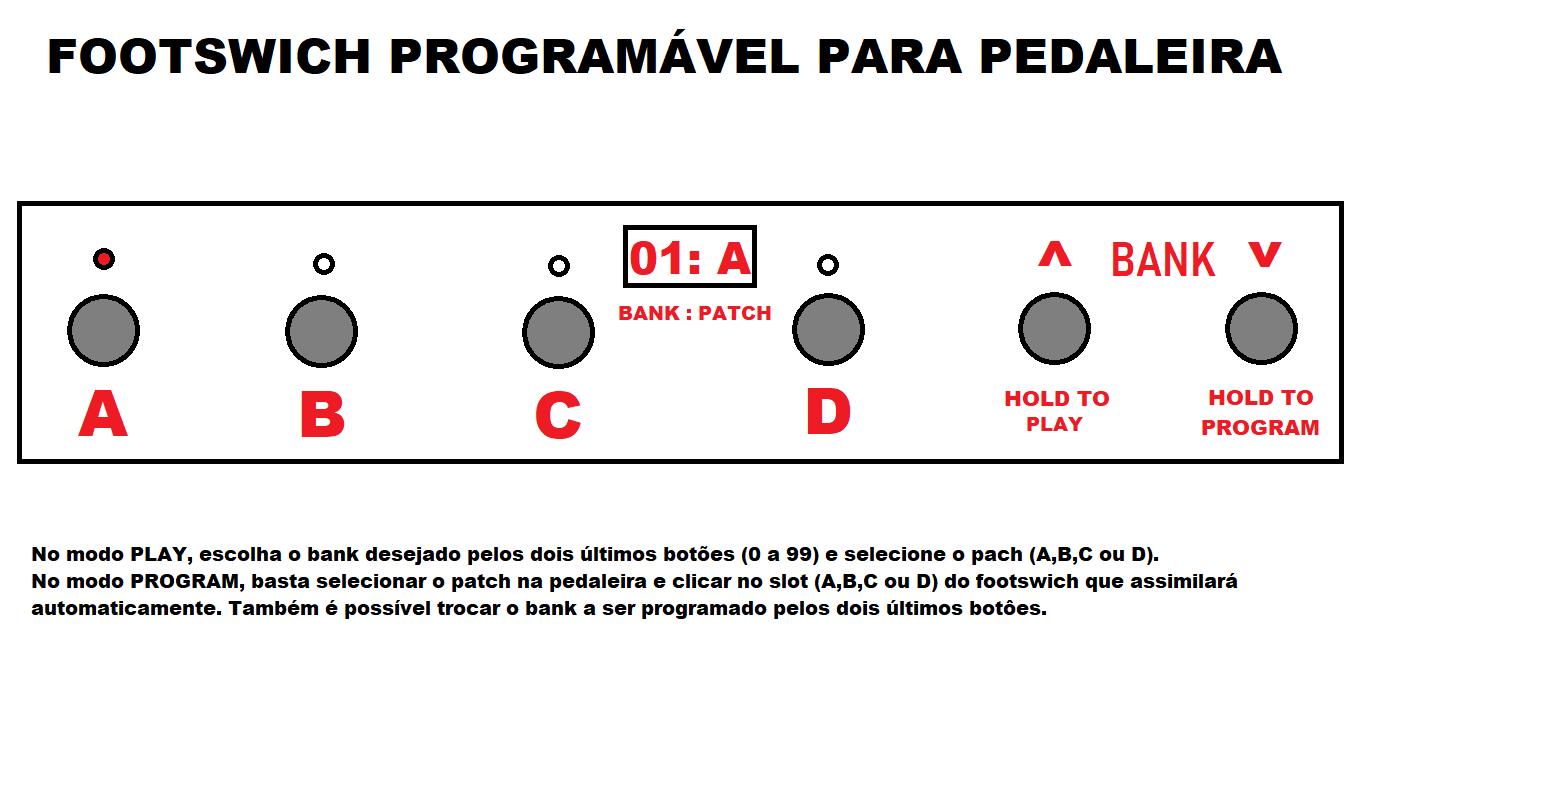 FOOTSWICH PROGRAMÁVEL PARA PEDALEIRA
01: A
^ BANK v
BANK : PATCH
A B C D
HOLD TO
PLAY
HOLD TO
PROGRAM
No modo PLAY, escolha o bank desejado pelos dois últimos botões (0 a 99) e selecione o pach (A,B,C ou D).
No modo PROGRAM, basta selecionar o patch na pedaleira e clicar no slot (A,B,C ou D) do footswich que assimilará
automaticamente. Também é possível trocar o bank a ser programado pelos dois últimos botôes.